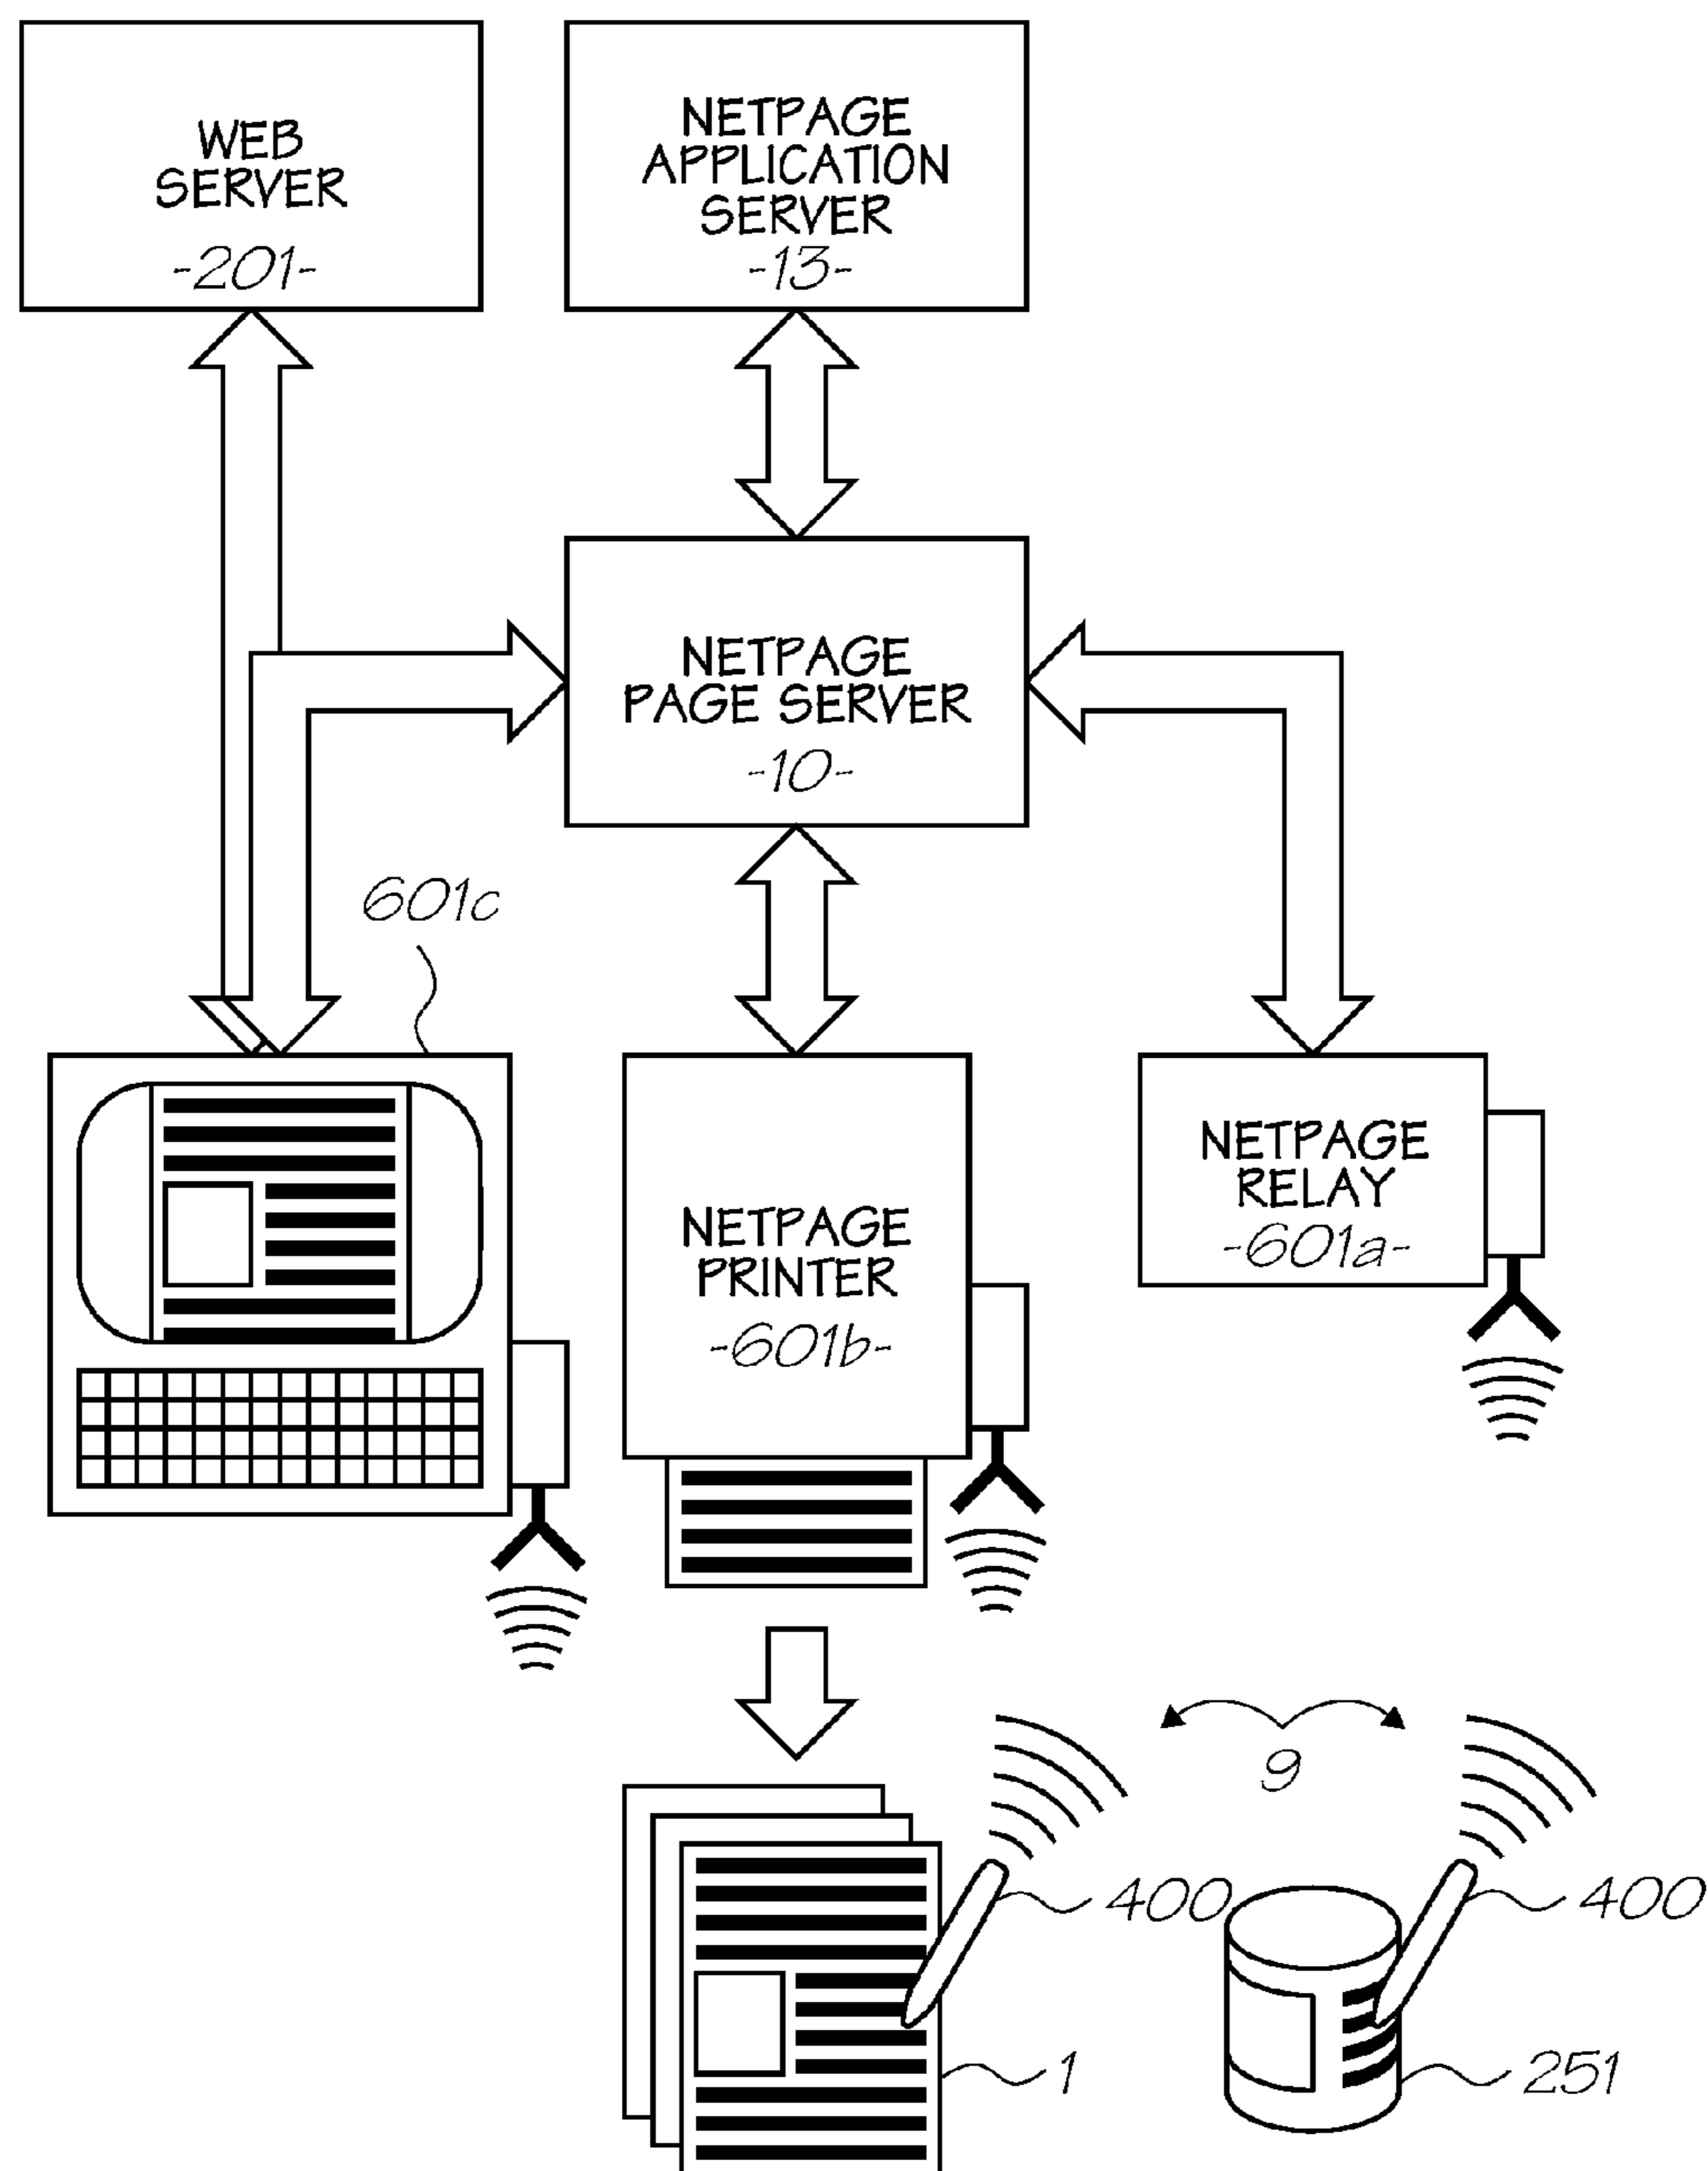 WEB
SERVER
-201-
NETPAGE
APPLICATION
SERVER
-13-
NETPAGE
PAGE SERVER
-10-
601c
NETPAGE
PRINTER
-601b-
NETPAGE
RELAY
-601a-
9
400
400
1
251